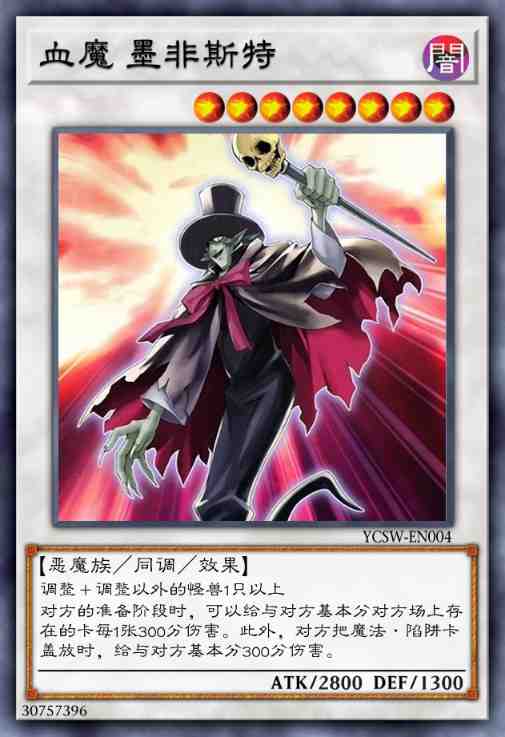 血魔 墨非斯特
闇
YCSW-EN004
【恶魔族／同调／效果】
调整＋调整以外的怪兽1只以上
对方的准备阶段时，可以给与对方基本分对方场上存
在的卡每1张300分伤害。此外，对方把魔法·陷阱卡
盖放时，给与对方基本分300分伤害。
ATK/2800 DEF/1300
30757396